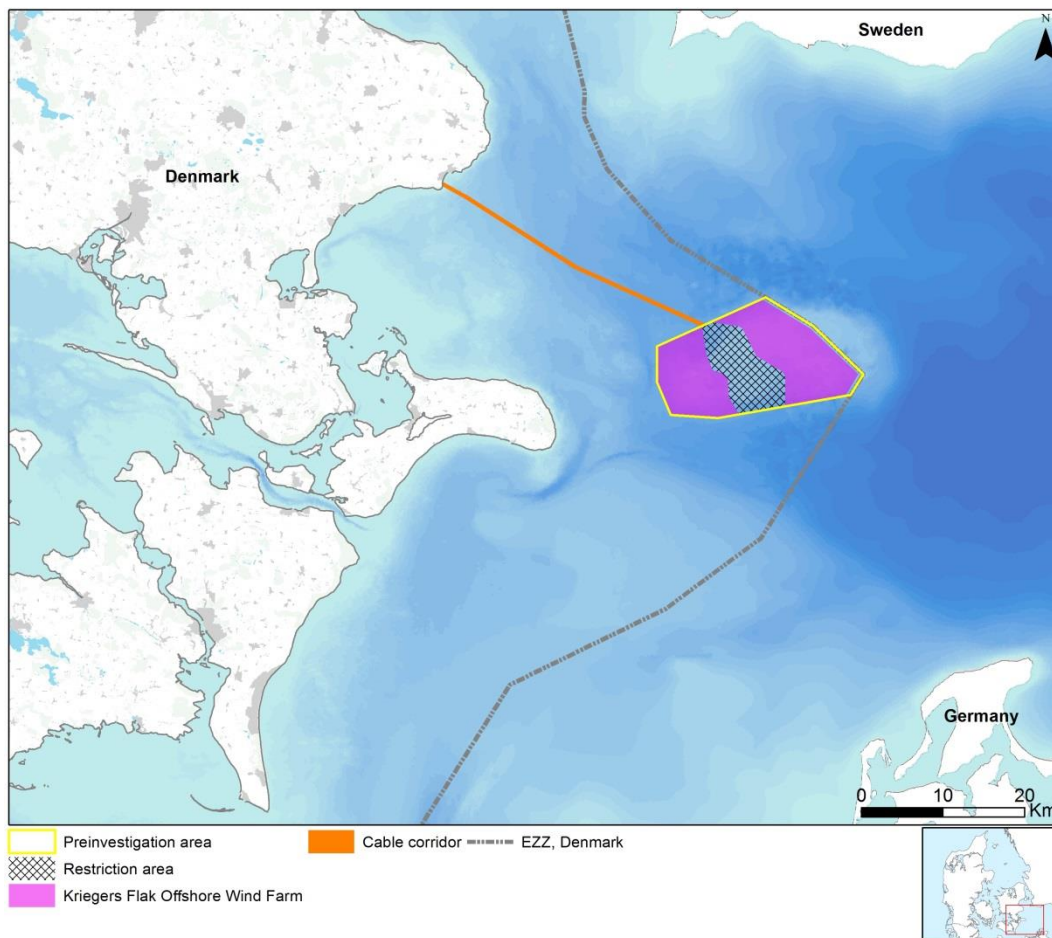 Sweden
N
Denmark
Germany
0 10 20
Km
Preinvestigation area
Cable corridor
EZZ, Denmark
Restriction area
Kriegers Flak Offshore Wind Farm